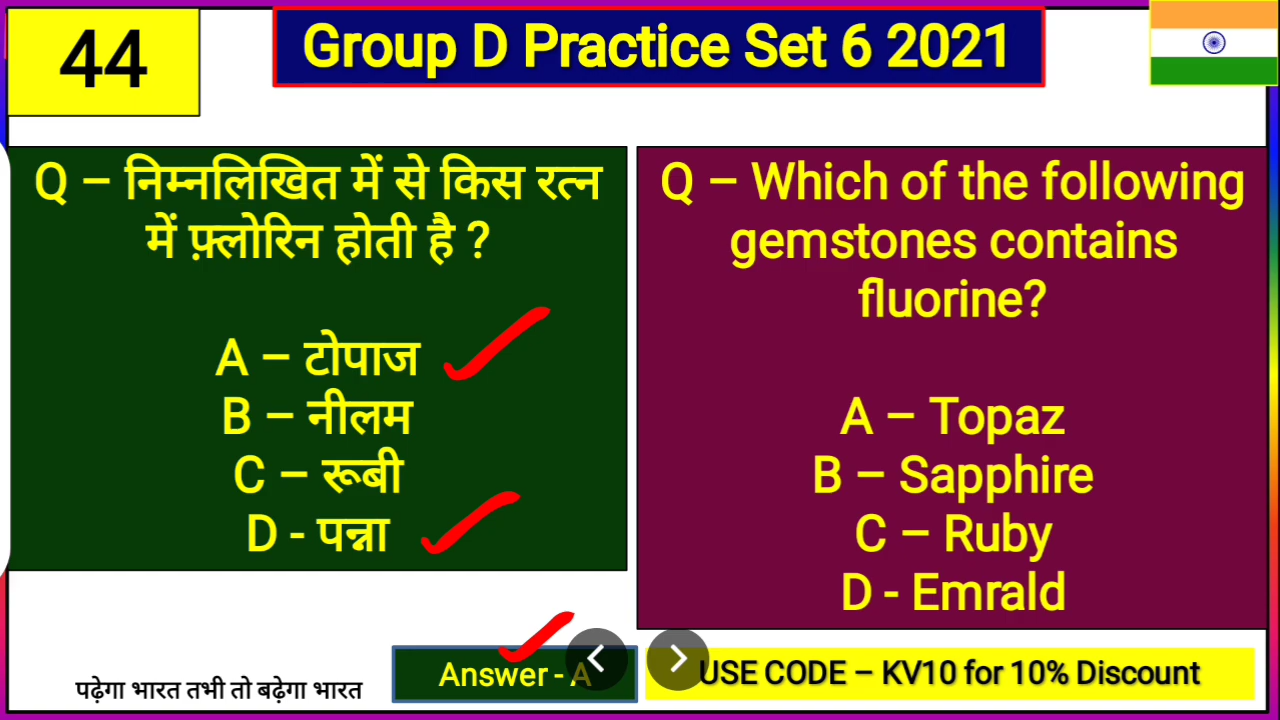 44
Group D Practice Set 6 2021
Q – निम्नलिखित में से किस रत्न
में फ़्लोरिन होती है ?
A – टोपाज
B – नीलम
C – रूबी
D - पन्ना
Q – Which of the following
gemstones contains
fluorine?
A – Topaz
B – Sapphire
C – Ruby
D - Emrald
पढ़ेगा भारत तभी तो बढ़ेगा भारत
Answer - A
USE CODE – KV10 for 10% Discount